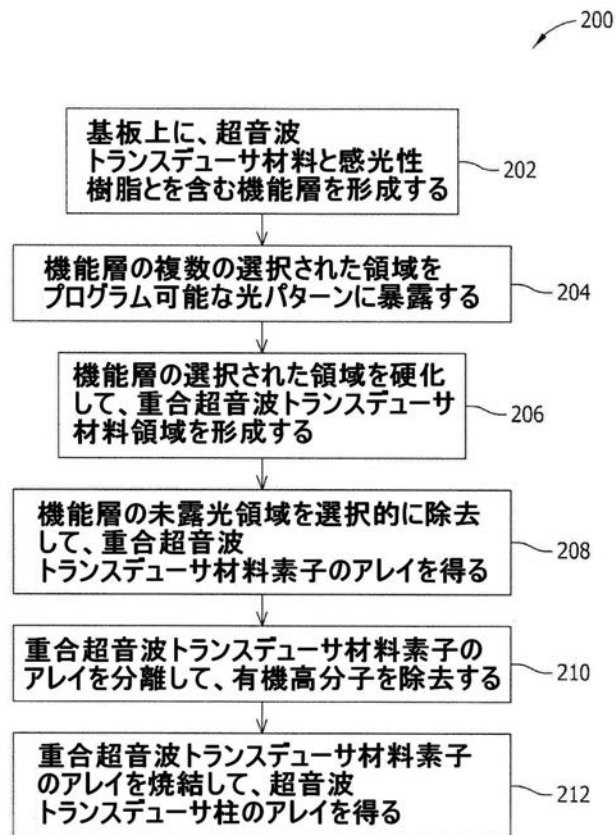 200
基板上に、超音波
トランスデューサ材料と感光性
樹脂とを含む機能層を形成する
202
機能層の複数の選択された領域を
プログラム可能な光パターンに暴露する
204
機能層の選択された領域を硬化
して、重合超音波トランスデューサ
材料領域を形成する
206
機能層の未露光領域を選択的に除去
して、重合超音波
トランスデューサ材料素子のアレイを得る
208
重合超音波トランスデューサ材料素子の
アレイを分離して、有機高分子を除去する
210
重合超音波トランスデューサ材料素子
のアレイを焼結して、超音波
トランスデューサ柱のアレイを得る
212